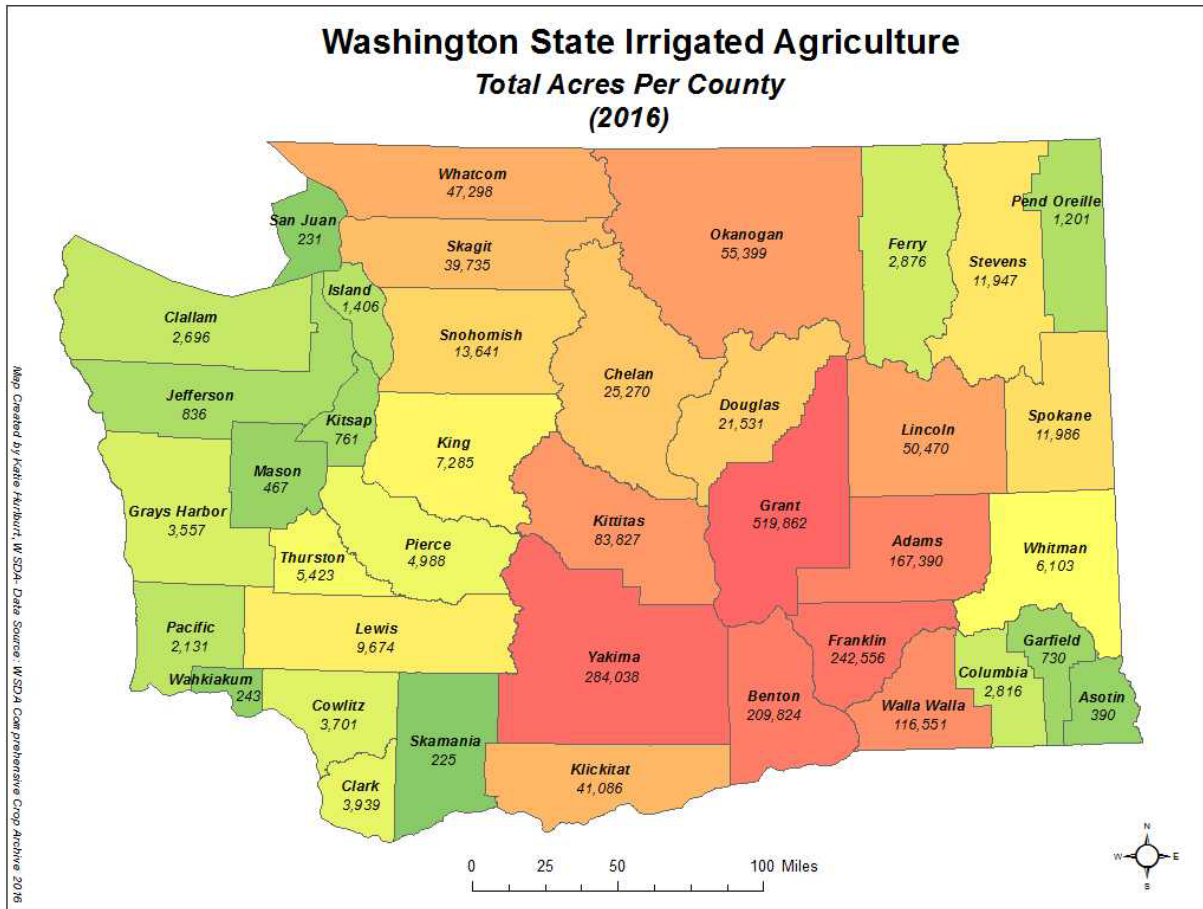 Washington State Irrigated Agriculture
Total Acres Per County
(2016)
Whatcom
47,298
San Juan
231
Skagit
39,735
Okanogan
55,399
Ferry
2,876
Stevens
11,947
Pend Oreille
1,201
Island
1,406
Clallam
2,696
Snohomish
13,641
Chelan
25,270
Douglas
21,531
Jefferson
836
Kitsap
761
King
7,285
Lincoln
50,470
Spokane
11,986
Mason
467
Grays Harbor
3,557
Grant
519,862
Kittitas
83,827
Adams
167,390
Whitman
6,103
Thurston
5,423
Pierce
4,988
Pacific
2,131
Lewis
9,674
Yakima
284,038
Franklin
242,556
Garfield
730
Columbia
2,816
Wahkiakum
243
Cowlitz
3,701
Benton
209,824
Walla Walla
116,551
Asotin
390
Skamania
225
Klickitat
41,086
Clark
3,939
0 25 50 100 Miles
N
W E
S
Map Created by Katie Hurlburt, WSDA- Data Source: WSDA Comprehensive Crop Archive 2016